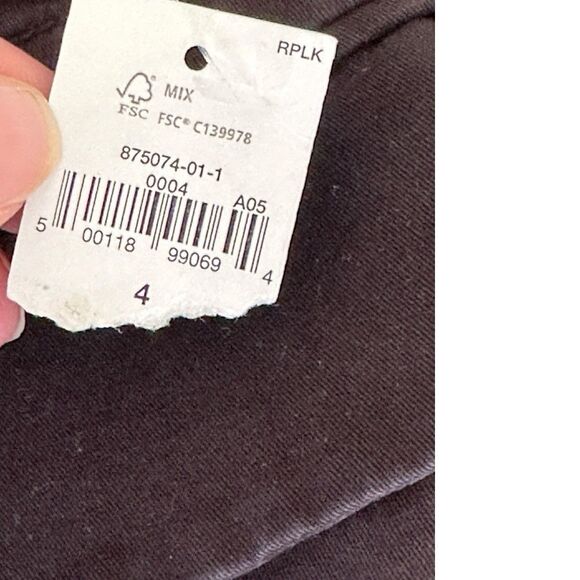 RPLK
MIX
FSC FSC® C139978
875074-01-1
0004 A05
5 00118 99069 4
4